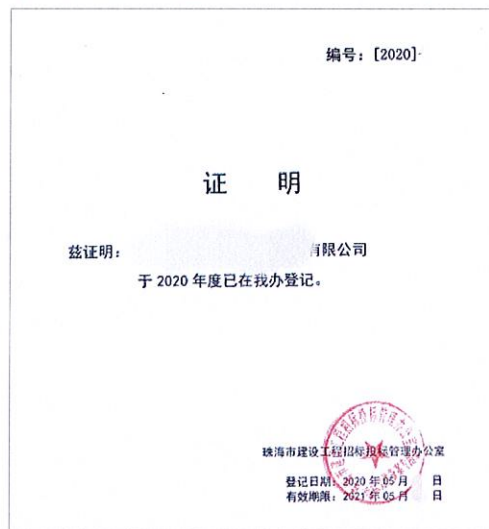 编号：[2020]-
证 明
兹证明： 有限公司
于 2020 年度已在我办登记。
珠海市建设工程招标投标管理办公室
登记日期：2020 年 05 月 日
有效期限：2021 年 05 月 日